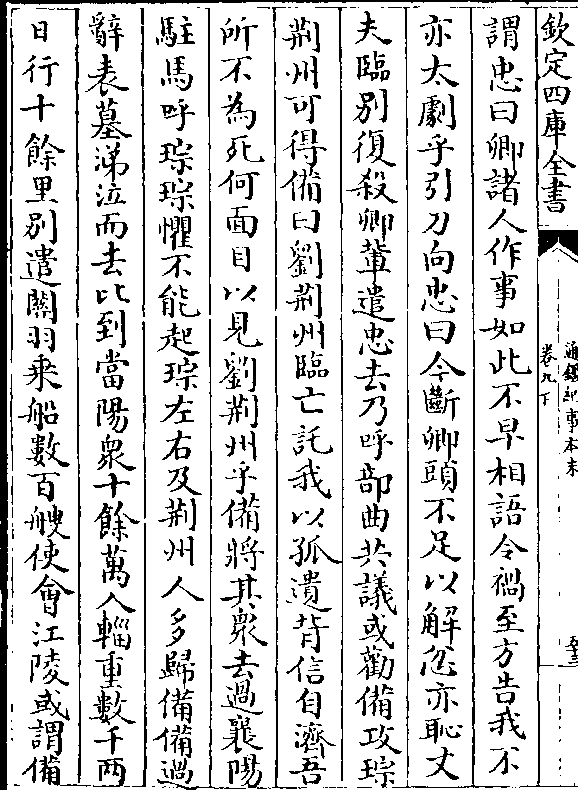 欽定四庫全書
通鑑紀事本末
卷九下
謂忠曰卿諸人作事如此不早相語今禍至方告我不
亦太劇乎引刀向忠曰今斷卿頭不足以解忿亦恥丈
夫臨別復殺卿輩遣忠去乃呼部曲共議或勸備攻琮
荆州可得備曰劉荆州臨亡託我以孤遺背信自濟吾
所不為死何面目以見劉荆州乎備將其衆去過襄陽
駐馬呼琮琮懼不能起琮左右及荆州人多歸備備過
辭表墓涕泣而去比到當陽衆十餘萬人輜重數千兩
日行十餘里别遣關羽乗船數百艘使會江陵或謂備